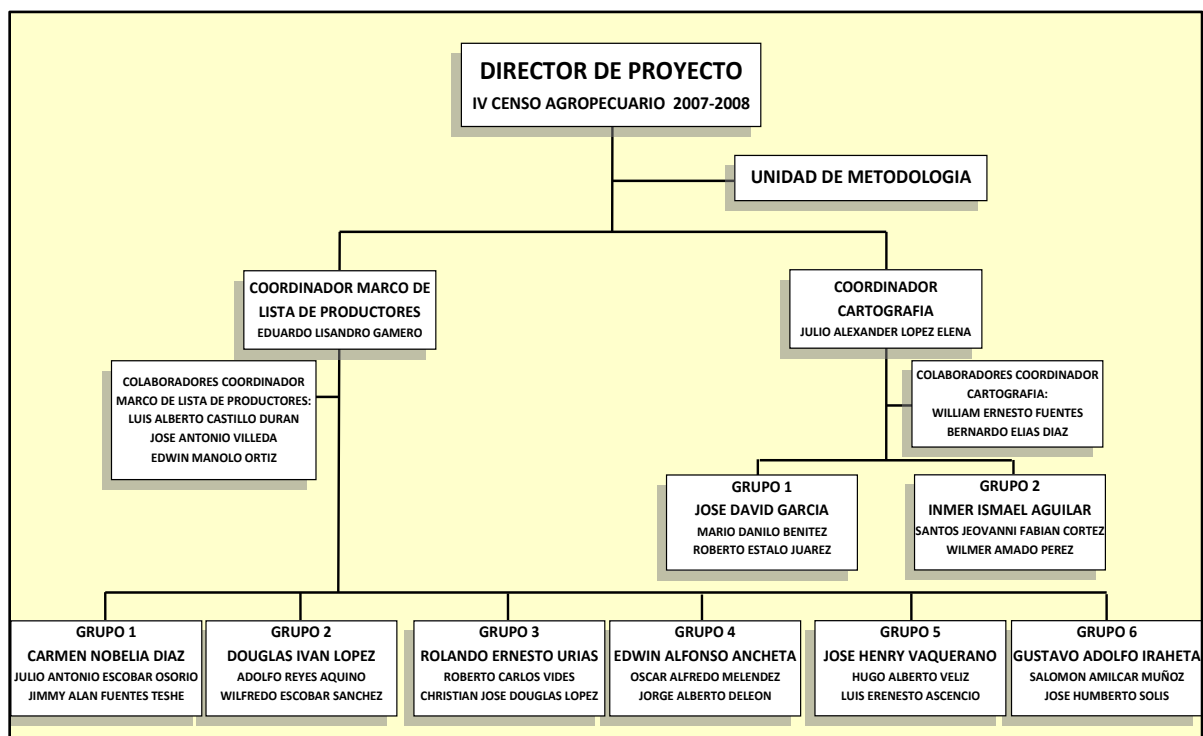 DIRECTOR DE PROYECTO
IV CENSO AGROPECUARIO 2007-2008
UNIDAD DE METODOLOGIA
COORDINADOR MARCO DE
LISTA DE PRODUCTORES
EDUARDO LISANDRO GAMERO
COORDINADOR
CARTOGRAFIA
JULIO ALEXANDER LOPEZ ELENA
COLABORADORES COORDINADOR
MARCO DE LISTA DE PRODUCTORES:
LUIS ALBERTO CASTILLO DURAN
JOSE ANTONIO VILLEDA
EDWIN MANOLO ORTIZ
COLABORADORES COORDINADOR
CARTOGRAFIA:
WILLIAM ERNESTO FUENTES
BERNARDO ELIAS DIAZ
GRUPO 1
JOSE DAVID GARCIA
MARIO DANILO BENITEZ
ROBERTO ESTALO JUAREZ
GRUPO 2
INMER ISMAEL AGUILAR
SANTOS JEOVANNI FABIAN CORTEZ
WILMER AMADO PEREZ
GRUPO 1
CARMEN NOBELIA DIAZ
JULIO ANTONIO ESCOBAR OSORIO
JIMMY ALAN FUENTES TESHE
GRUPO 2
DOUGLAS IVAN LOPEZ
ADOLFO REYES AQUINO
WILFREDO ESCOBAR SANCHEZ
GRUPO 3
ROLANDO ERNESTO URIAS
ROBERTO CARLOS VIDES
CHRISTIAN JOSE DOUGLAS LOPEZ
GRUPO 4
EDWIN ALFONSO ANCHETA
OSCAR ALFREDO MELENDEZ
JORGE ALBERTO DELEON
GRUPO 5
JOSE HENRY VAQUERANO
HUGO ALBERTO VELIZ
LUIS ERENESTO ASCENCIO
GRUPO 6
GUSTAVO ADOLFO IRAHETA
SALOMON AMILCAR MUÑOZ
JOSE HUMBERTO SOLIS